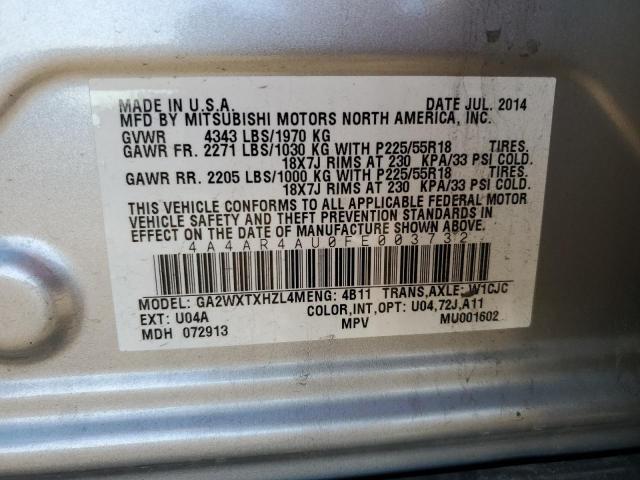 MADE IN U.S.A. DATE JUL. 2014
MFD BY MITSUBISHI MOTORS NORTH AMERICA, INC.
GVWR 4343 LBS/1970 KG
GAWR FR. 2271 LBS/1030 KG WITH P225/55R18 TIRES.
18X7J RIMS AT 230 KPA/33 PSI COLD.
GAWR RR. 2205 LBS/1000 KG WITH P225/55R18 TIRES.
18X7J RIMS AT 230 KPA/33 PSI COLD.
THIS VEHICLE CONFORMS TO ALL APPLICABLE FEDERAL MOTOR
VEHICLE SAFETY AND THEFT PREVENTION STANDARDS IN
EFFECT ON THE DATE OF MANUFACTURE SHOWN ABOVE.
4A4AR4AU0FE003732
MODEL: GA2WXTXHZL4MENG: 4B11 TRANS,AXLE: W1CJC
EXT: U04A COLOR,INT,OPT: U04,72J,A11
MDH 072913 MPV MU001602